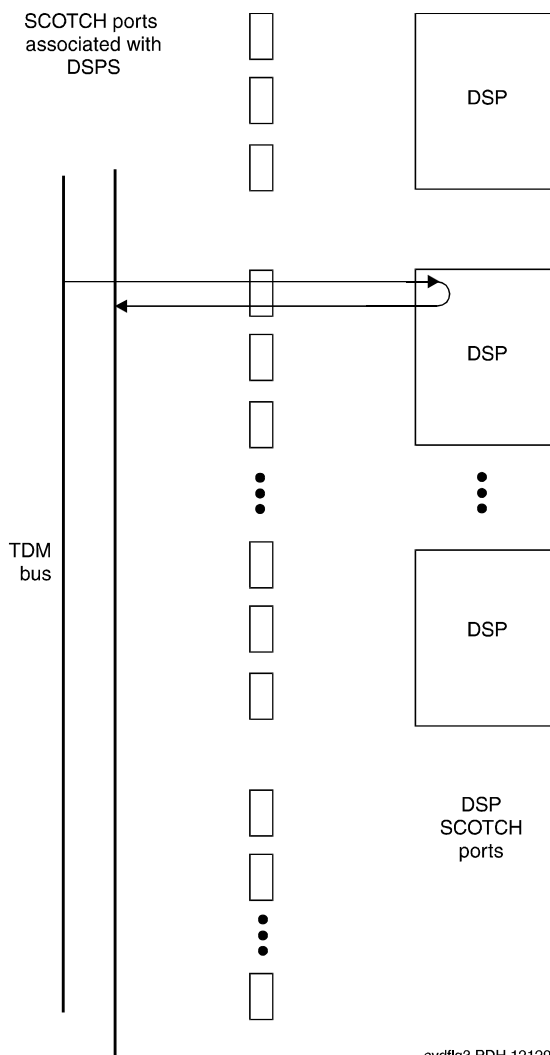 SCOTCH ports
associated with
DSPS
DSP
DSP
TDM
bus
DSP
DSP
SCOTCH
ports